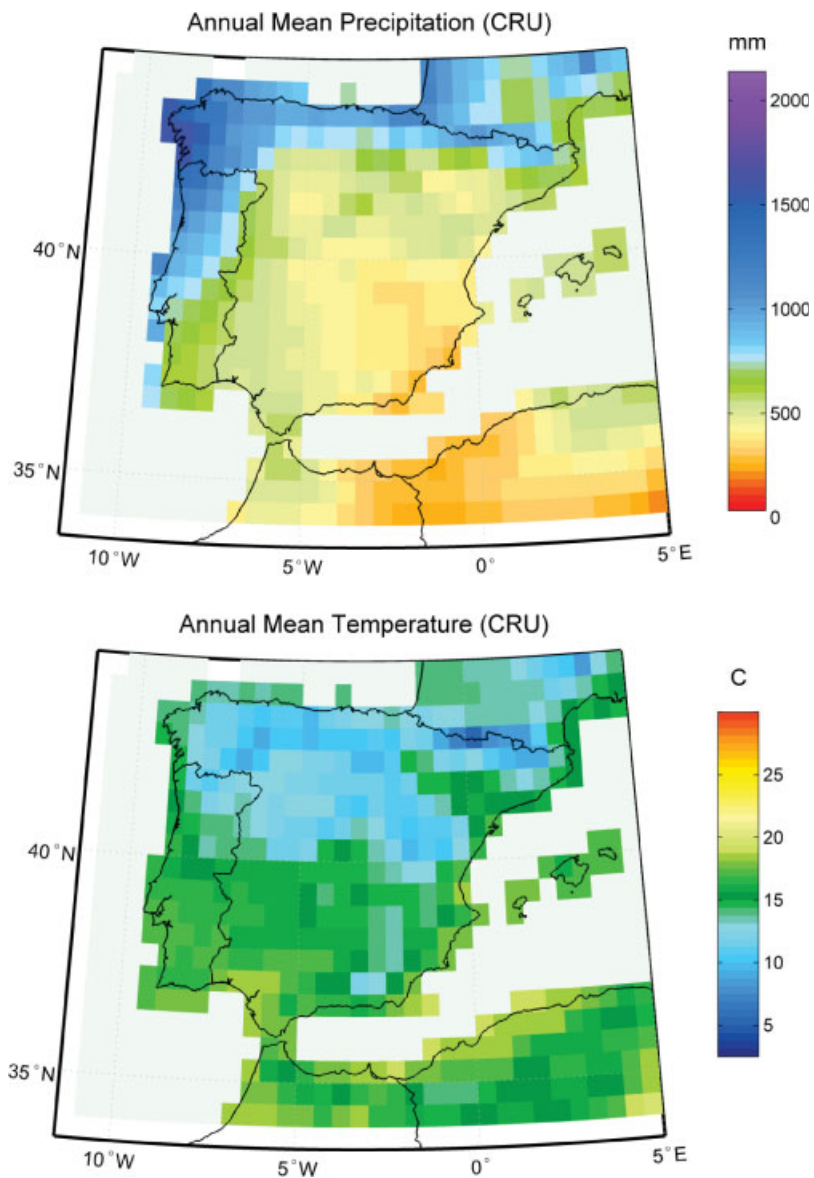 Annual Mean Precipitation (CRU)
mm
2000
1500
1000
500
0
40°N
35°N
10°W
5°W
0°
5°E
Annual Mean Temperature (CRU)
C
25
20
15
10
5
40°N
35°N
10°W
5°W
0°
5°E